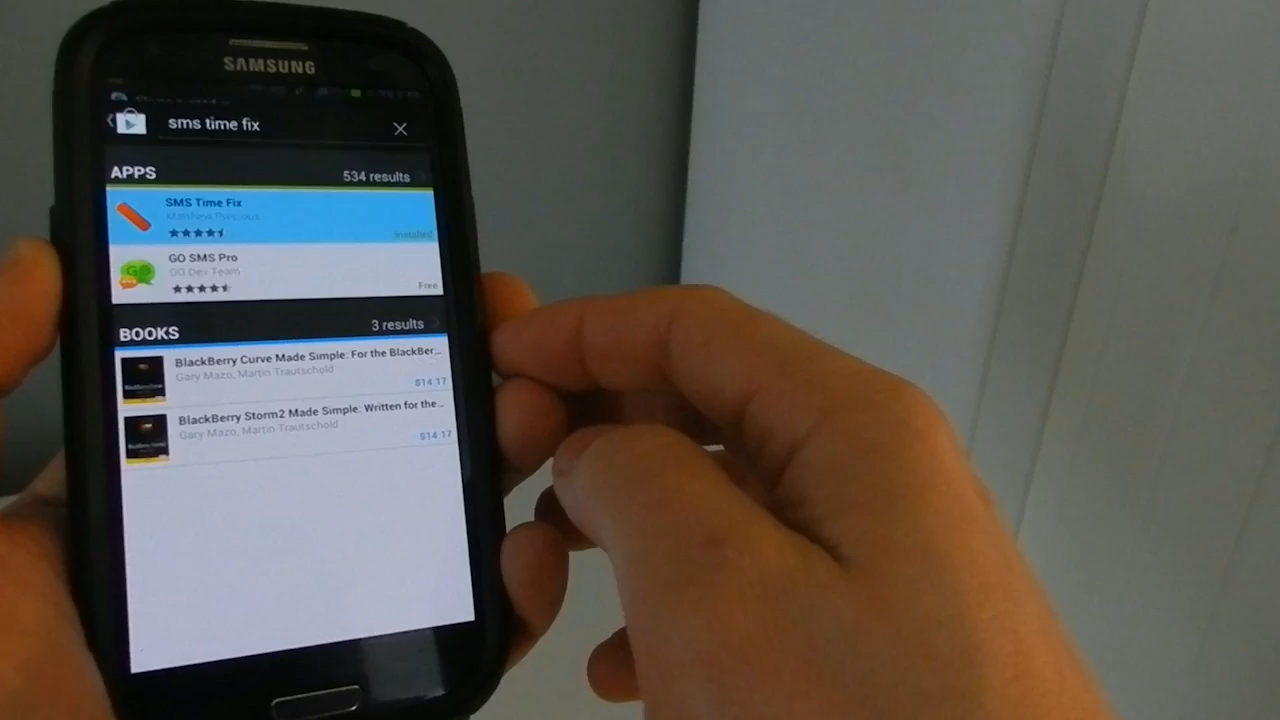 SAMSUNG
sms time fix
APPS
534 results
SMS Time Fix
Matthew Precious
Installed
GO SMS Pro
GO Dev Team
Free
BOOKS
3 results
BlackBerry Curve Made Simple: For the BlackBer...
Gary Mazo, Martin Trautschold
$14.17
BlackBerry Storm2 Made Simple: Written for the...
Gary Mazo, Martin Trautschold
$14.17